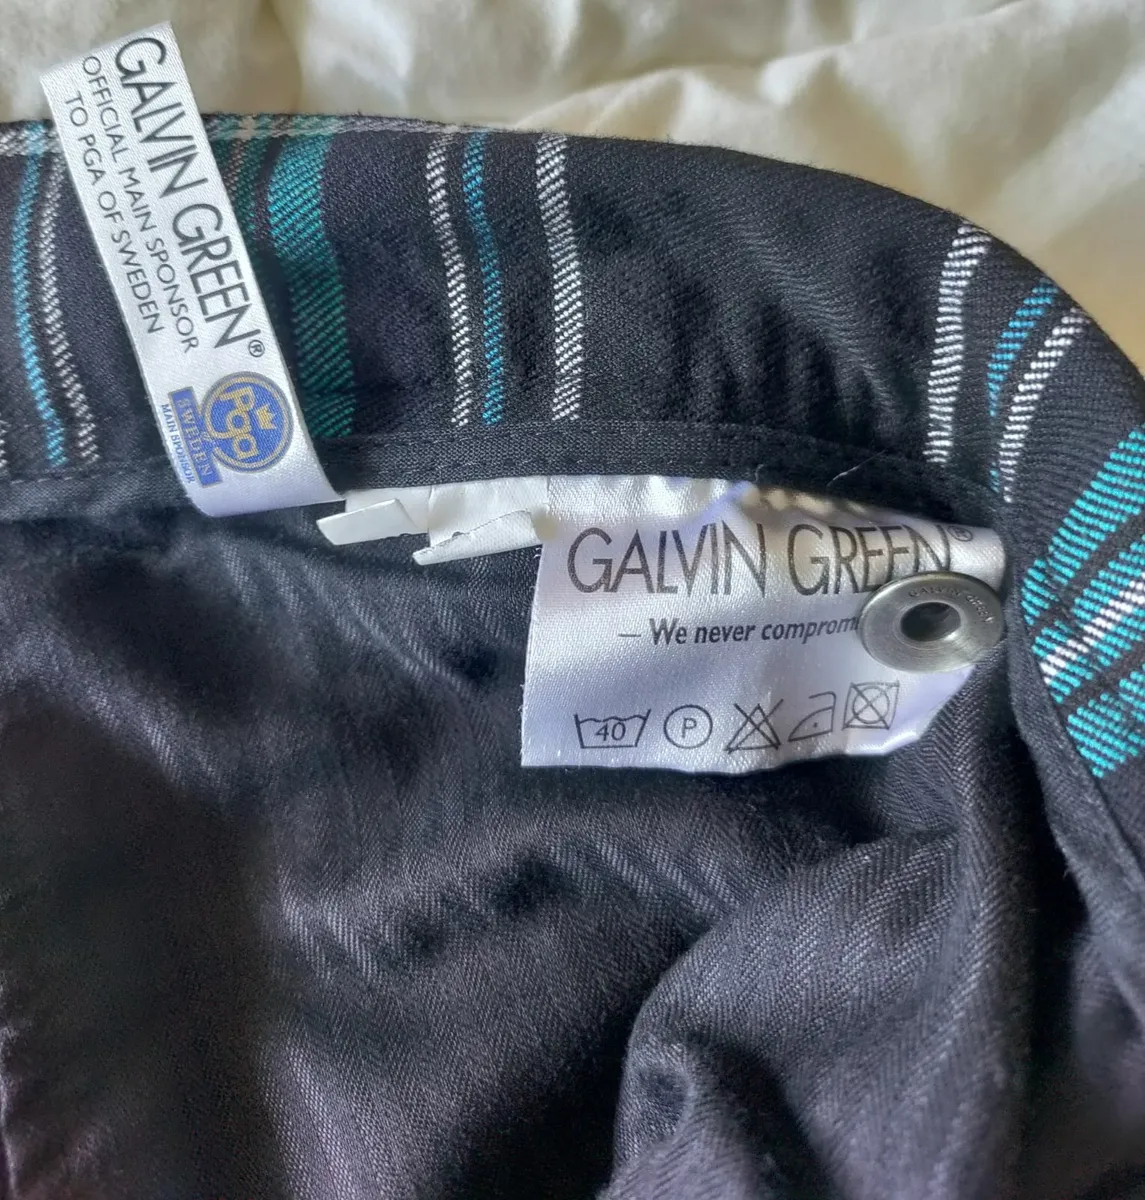 GALVIN GREEN®
OFFICIAL MAIN SPONSOR
TO PGA OF SWEDEN
Pga
of
SWEDEN
MAIN SPONSOR
GALVIN GREEN®
– We never
40
P
GALVIN GREEN